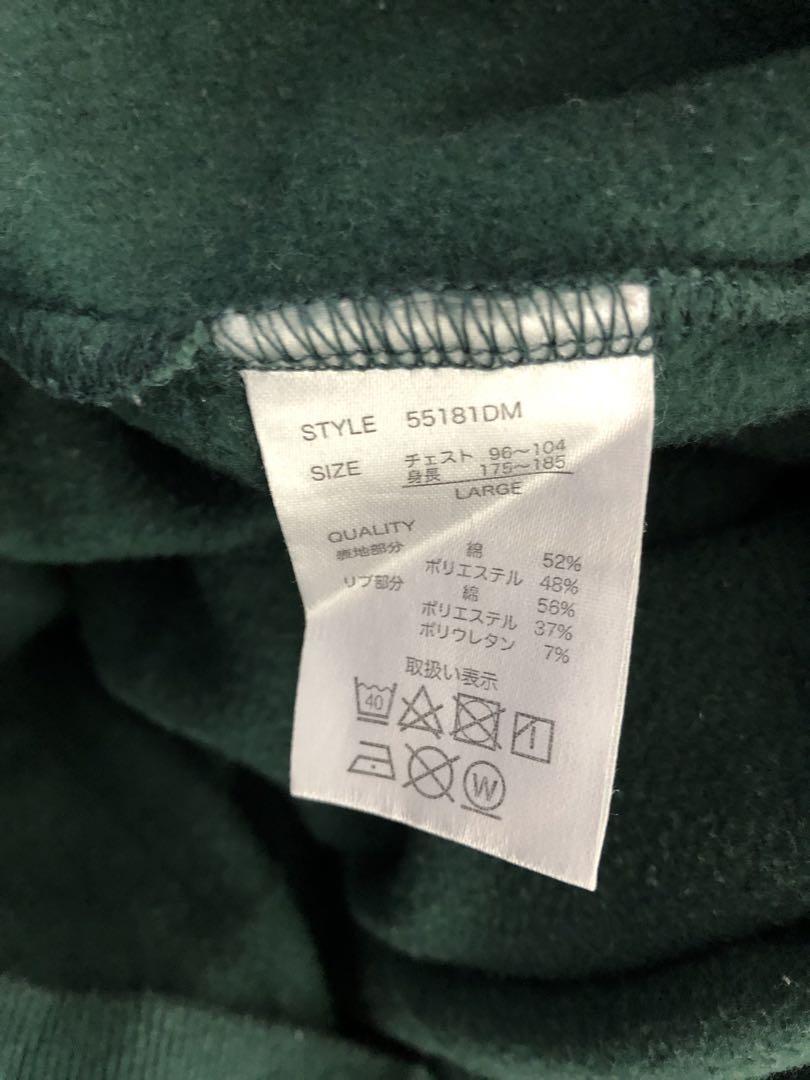 STYLE 55181DM
SIZE チェスト 96〜104
身長 175〜185
LARGE
QUALITY
表地部分 綿 52%
ポリエステル 48%
リブ部分 綿 56%
ポリエステル 37%
ポリウレタン 7%
取扱い表示
40
W